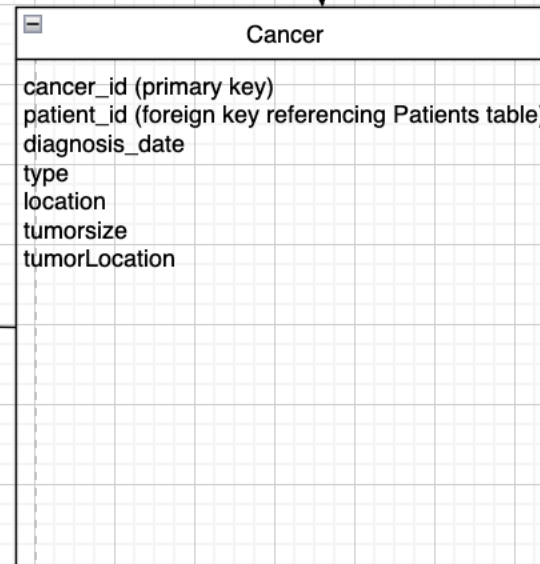 Cancer
cancer_id (primary key)
patient_id (foreign key referencing Patients table)
diagnosis_date
type
location
tumorsize
tumorLocation